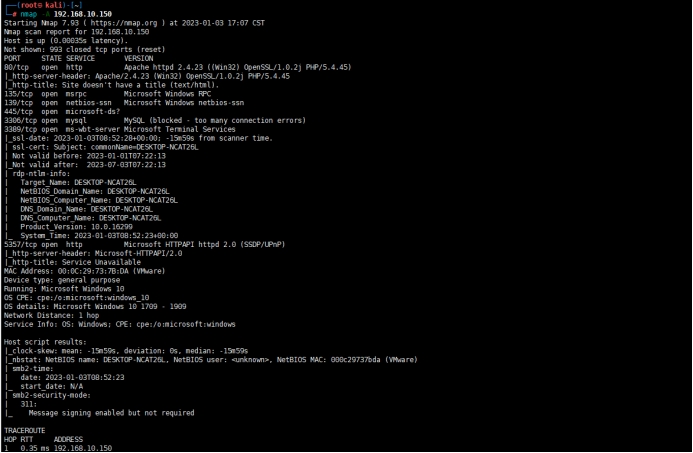 ┌──(root㉿kali)-[~]
└─# nmap -A 192.168.10.150
Starting Nmap 7.93 ( https://nmap.org ) at 2023-01-03 17:07 CST
Nmap scan report for 192.168.10.150
Host is up (0.00035s latency).
Not shown: 993 closed tcp ports (reset)
PORT     STATE SERVICE       VERSION
80/tcp   open  http          Apache httpd 2.4.23 ((Win32) OpenSSL/1.0.2j PHP/5.4.45)
|_http-server-header: Apache/2.4.23 (Win32) OpenSSL/1.0.2j PHP/5.4.45
|_http-title: Site doesn't have a title (text/html).
135/tcp  open  msrpc         Microsoft Windows RPC
139/tcp  open  netbios-ssn   Microsoft Windows netbios-ssn
445/tcp  open  microsoft-ds?
3306/tcp open  mysql         MySQL (blocked - too many connection errors)
3389/tcp open  ms-wbt-server Microsoft Terminal Services
|_ssl-date: 2023-01-03T08:52:28+00:00; -15m59s from scanner time.
| ssl-cert: Subject: commonName=DESKTOP-NCAT26L
| Not valid before: 2023-01-01T07:22:13
|_Not valid after:  2023-07-03T07:22:13
| rdp-ntlm-info:
|   Target_Name: DESKTOP-NCAT26L
|   NetBIOS_Domain_Name: DESKTOP-NCAT26L
|   NetBIOS_Computer_Name: DESKTOP-NCAT26L
|   DNS_Domain_Name: DESKTOP-NCAT26L
|   DNS_Computer_Name: DESKTOP-NCAT26L
|   Product_Version: 10.0.16299
|_  System_Time: 2023-01-03T08:52:23+00:00
5357/tcp open  http          Microsoft HTTPAPI httpd 2.0 (SSDP/UPnP)
|_http-server-header: Microsoft-HTTPAPI/2.0
|_http-title: Service Unavailable
MAC Address: 00:0C:29:73:7B:DA (VMware)
Device type: general purpose
Running: Microsoft Windows 10
OS CPE: cpe:/o:microsoft:windows_10
OS details: Microsoft Windows 10 1709 - 1909
Network Distance: 1 hop
Service Info: OS: Windows; CPE: cpe:/o:microsoft:windows

Host script results:
|_clock-skew: mean: -15m59s, deviation: 0s, median: -15m59s
|_nbstat: NetBIOS name: DESKTOP-NCAT26L, NetBIOS user: <unknown>, NetBIOS MAC: 000c29737bda (VMware)
| smb2-time:
|   date: 2023-01-03T08:52:23
|_  start_date: N/A
| smb2-security-mode:
|   311:
|_    Message signing enabled but not required

TRACEROUTE
HOP RTT     ADDRESS
1   0.35 ms 192.168.10.150